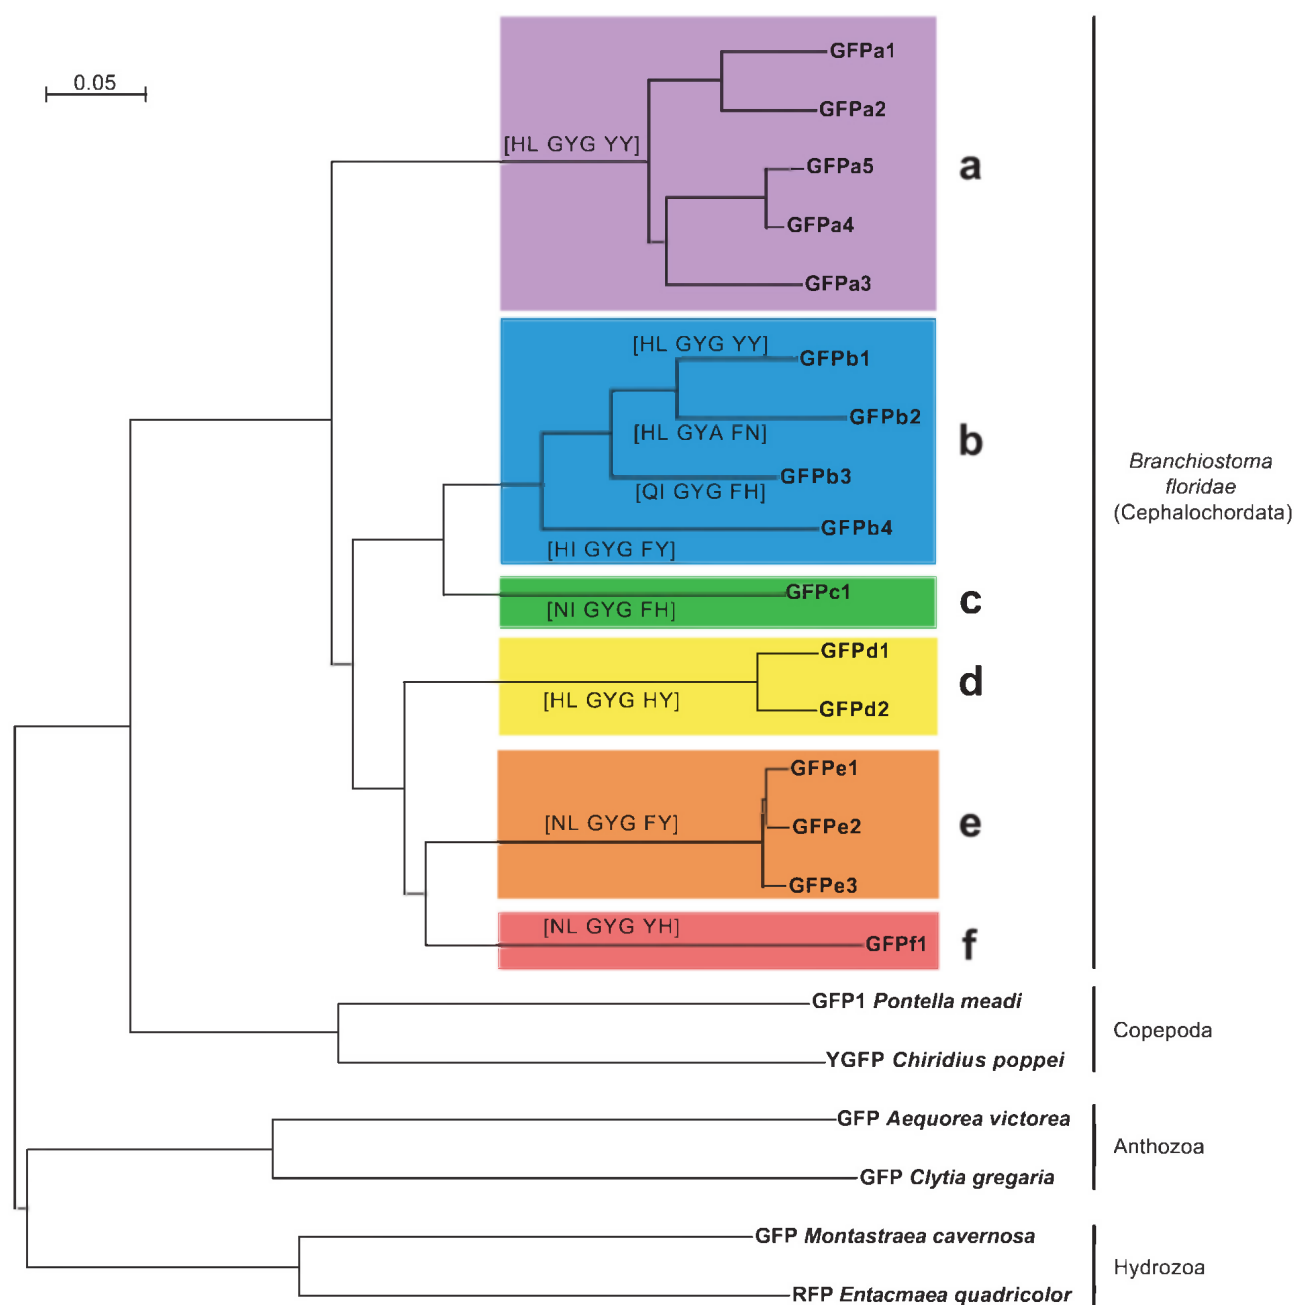 0.05
GFPa1
GFPa2
[HL GYG YY]
GFPa5
a
GFPa4
GFPa3
[HL GYG YY]
GFPb1
GFPb2
[HL GYA FN]
b
GFPb3
[QI GYG FH]
GFPb4
[HI GYG FY]
Branchiostoma
floridae
(Cephalochordata)
GFPc1
[NI GYG FH]
c
GFPd1
[HL GYG HY]
d
GFPd2
GFPe1
[NL GYG FY]
GFPe2
e
GFPe3
[NL GYG YH]
GFPf1
f
GFP1 Pontella meadi
Copepoda
YGFP Chiridius poppei
GFP Aequorea victorea
Anthozoa
GFP Clytia gregaria
GFP Montastraea cavernosa
Hydrozoa
RFP Entacmaea quadricolor